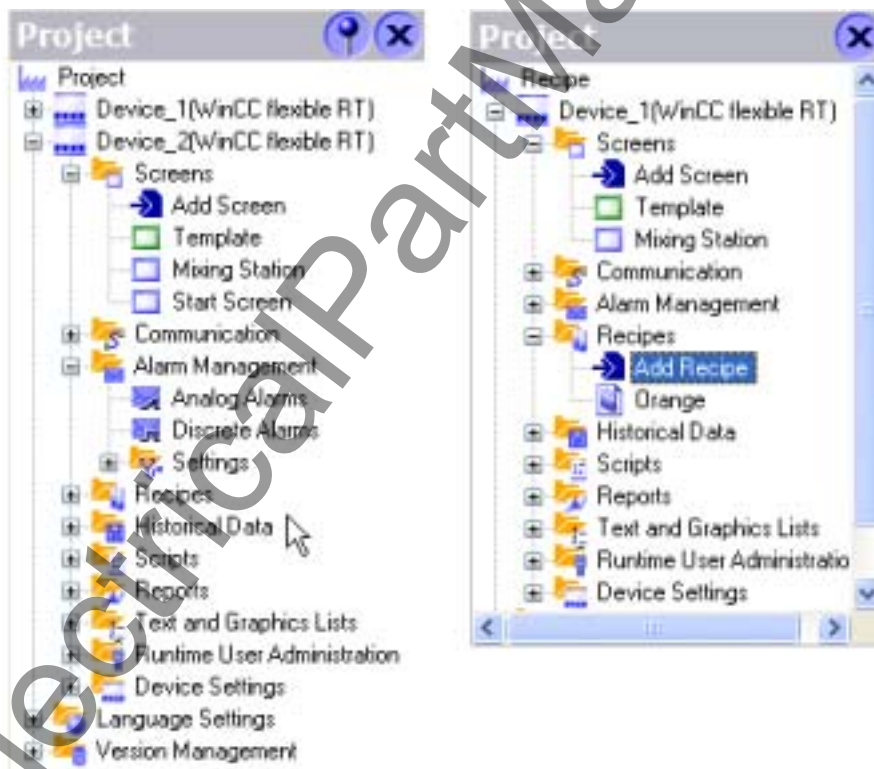 Project
Project
Device_1(WinCC flexible RT)
Device_2(WinCC flexible RT)
Screens
Add Screen
Template
Mixing Station
Start Screen
Communication
Alarm Management
Analog Alarms
Discrete Alarms
Settings
Recipes
Historical Data
Scripts
Reports
Text and Graphics Lists
Runtime User Administration
Device Settings
Language Settings
Version Management
Project
Recipe
Device_1(WinCC flexible RT)
Screens
Add Screen
Template
Mixing Station
Communication
Alarm Management
Recipes
Add Recipe
Orange
Historical Data
Scripts
Reports
Text and Graphics Lists
Runtime User Administratio
Device Settings
lectricalPartMa